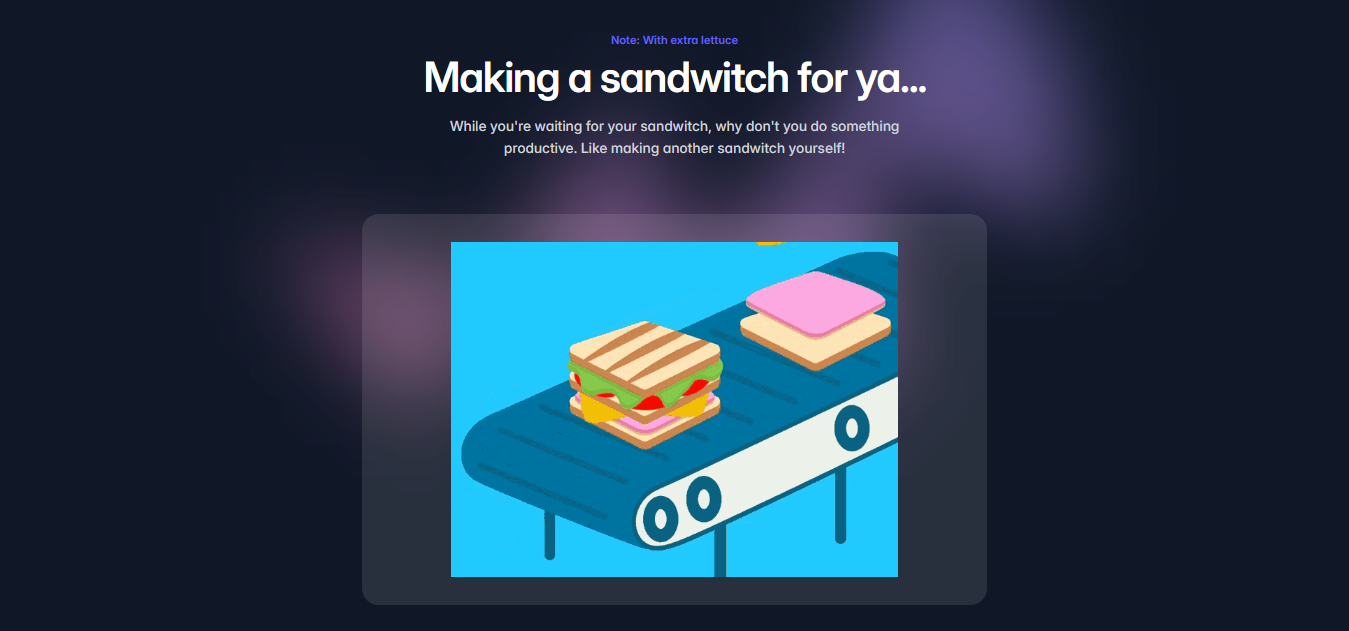 Note: With extra lettuce
Making a sandwitch for ya...
While you're waiting for your sandwitch, why don't you do something
productive. Like making another sandwitch yourself!